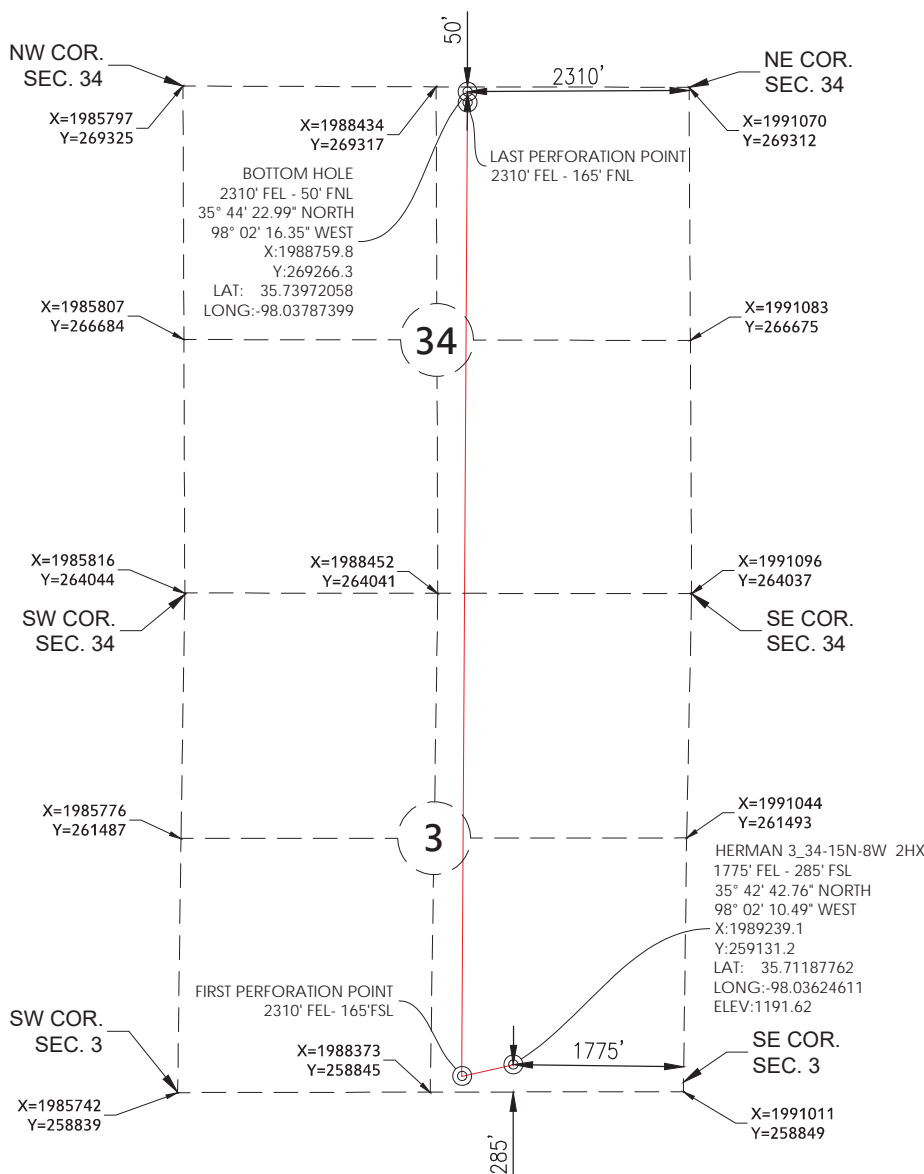 50'
NW COR.
SEC. 34
2310'
NE COR.
SEC. 34
X=1985797
Y=269325
X=1988434
Y=269317
X=1991070
Y=269312
LAST PERFORATION POINT
2310' FEL - 165' FNL
BOTTOM HOLE
2310' FEL - 50' FNL
35° 44' 22.99" NORTH
98° 02' 16.35" WEST
X:1988759.8
Y:269266.3
LAT: 35.73972058
LONG:-98.03787399
X=1985807
Y=266684
X=1991083
Y=266675
34
X=1985816
Y=264044
X=1988452
Y=264041
X=1991096
Y=264037
SW COR.
SEC. 34
SE COR.
SEC. 34
X=1985776
Y=261487
X=1991044
Y=261493
3
HERMAN 3_34-15N-8W 2HX
1775' FEL - 285' FSL
35° 42' 42.76" NORTH
98° 02' 10.49" WEST
X:1989239.1
Y:259131.2
LAT: 35.71187762
LONG:-98.03624611
ELEV:1191.62
FIRST PERFORATION POINT
2310' FEL- 165'FSL
SW COR.
SEC. 3
X=1988373
Y=258845
1775'
SE COR.
SEC. 3
X=1985742
Y=258839
X=1991011
Y=258849
285'